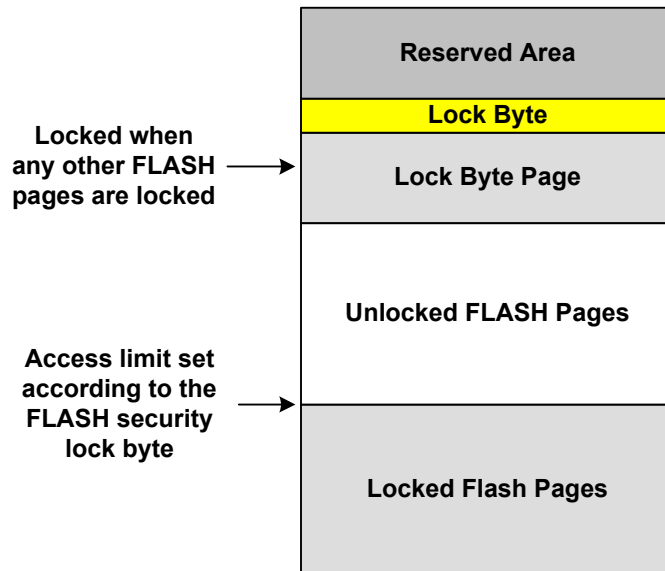 Reserved Area
Lock Byte
Locked when
any other FLASH
pages are locked
Lock Byte Page
Unlocked FLASH Pages
Access limit set
according to the
FLASH security
lock byte
Locked Flash Pages